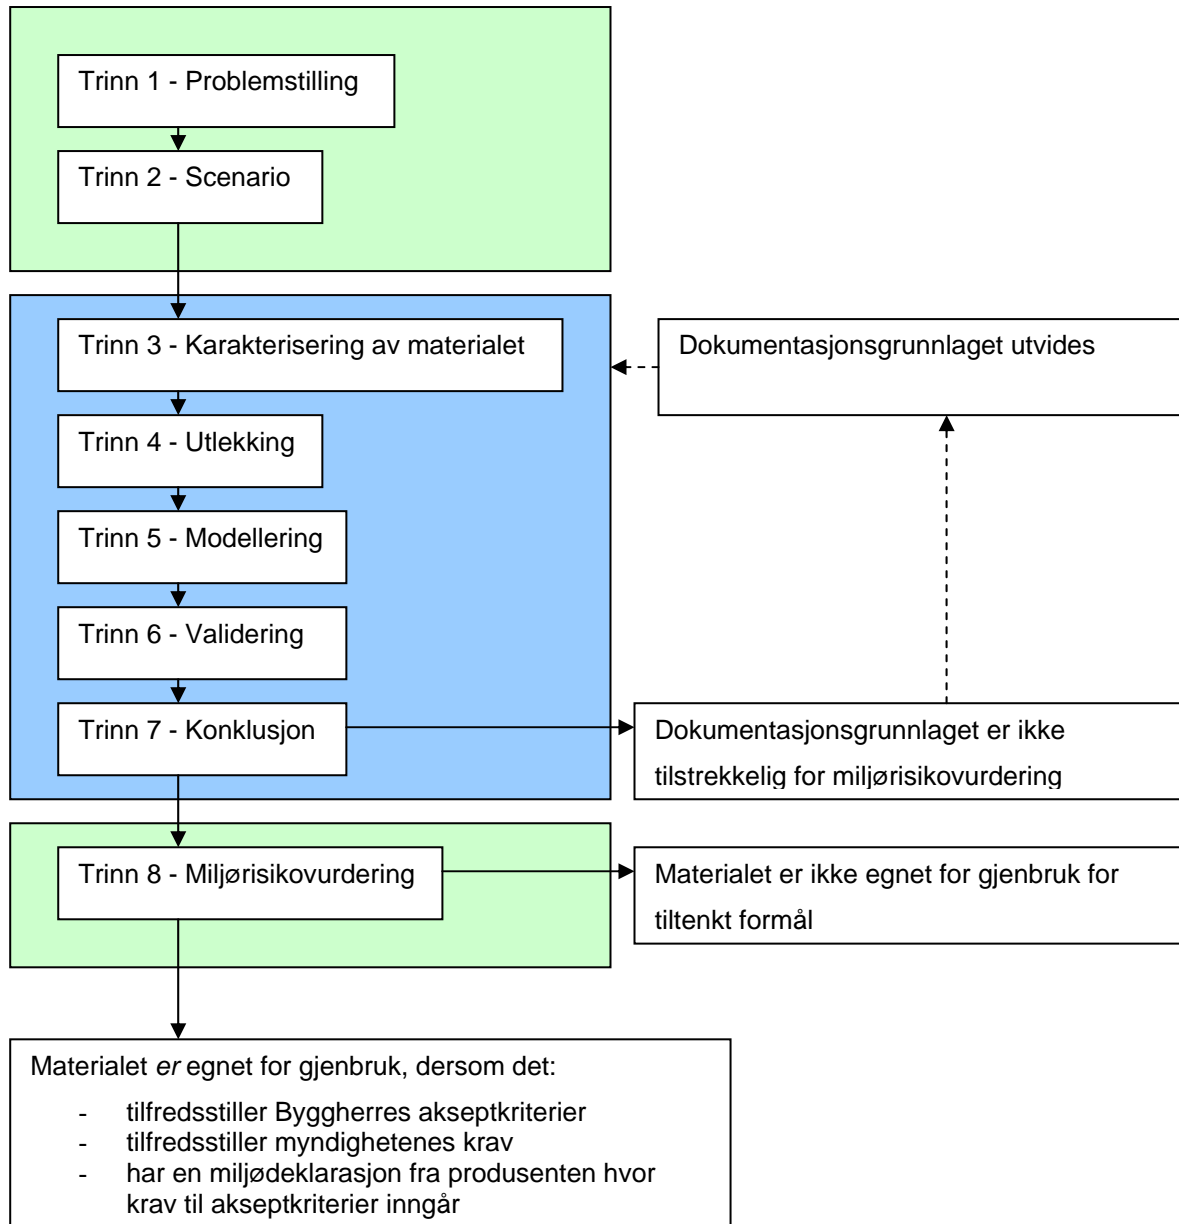 Trinn 1 - Problemstilling
Trinn 2 - Scenario
Trinn 3 - Karakterisering av materialet
Dokumentasjonsgrunnlaget utvides
Trinn 4 - Utlekking
Trinn 5 - Modellering
Trinn 6 - Validering
Trinn 7 - Konklusjon
Dokumentasjonsgrunnlaget er ikke
tilstrekkelig for miljørisikovurdering
Trinn 8 - Miljørisikovurdering
Materialet er ikke egnet for gjenbruk for
tiltenkt formål
Materialet er egnet for gjenbruk, dersom det:
- tilfredsstiller Byggherres akseptkriterier
- tilfredsstiller myndighetenes krav
- har en miljødeklarasjon fra produsenten hvor
krav til akseptkriterier inngår